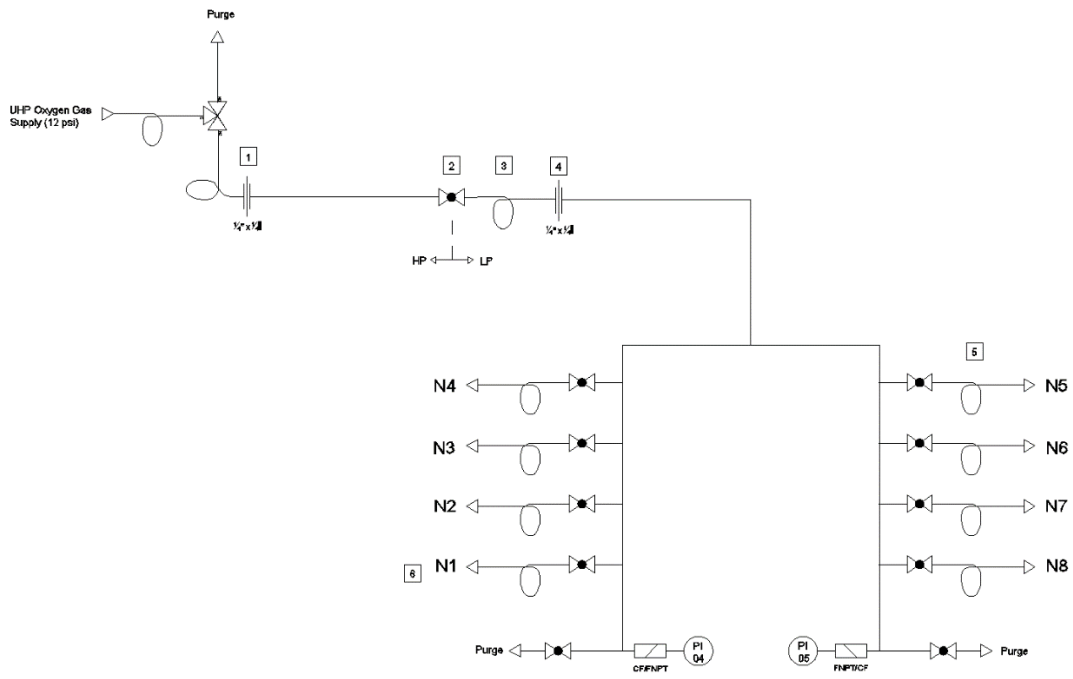 Purge
UHP Oxygen Gas
Supply (12 psi)
1
2
3
4
HP
LP
5
N4
N5
N3
N6
N2
N7
6
N1
N8
Purge
CF/FNPT
PI
04
PI
05
FNPT/CF
Purge